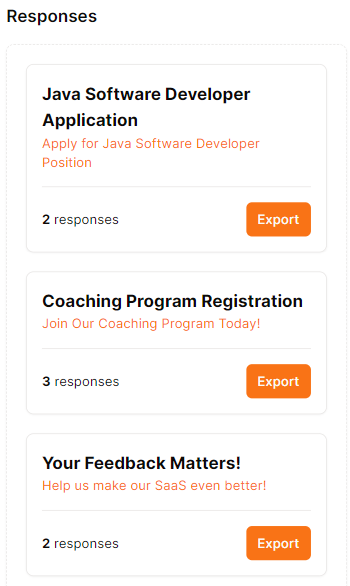 Responses
Java Software Developer
Application
Apply for Java Software Developer
Position
2 responses
Export
Coaching Program Registration
Join Our Coaching Program Today!
3 responses
Export
Your Feedback Matters!
Help us make our SaaS even better!
2 responses
Export